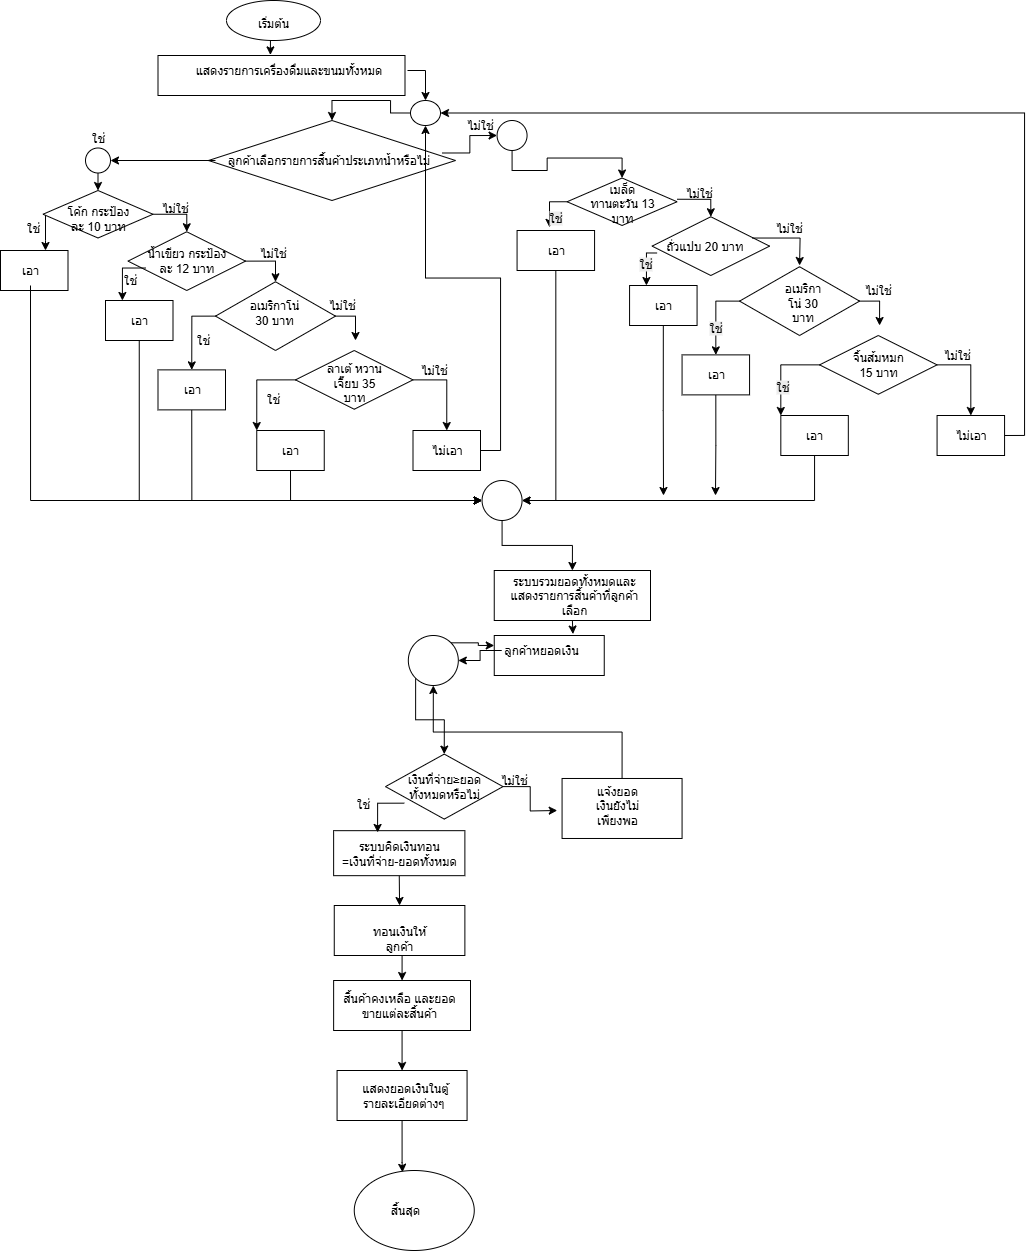 เริ่มต้น
แสดงรายการเครื่องดื่มและขนมทั้งหมด
ลูกค้าเลือกรายการสิ้นค้าประเภทน้ำหรือไม่
ใช่
ไม่ใช่
โค้ก กระป๋อง
ละ 10 บาท
ใช่
ไม่ใช่
เอา
น้ำเขียว กระป๋อง
ละ 12 บาท
ใช่
ไม่ใช่
เอา
อเมริกาโน่
30 บาท
ใช่
ไม่ใช่
เอา
ลาเต้ หวาน
เจี๊ยบ 35
บาท
ใช่
ไม่ใช่
เอา
ไม่เอา
เมล็ด
ทานตะวัน 13
บาท
ใช่
ไม่ใช่
เอา
ถั่วแปบ 20 บาท
ใช่
ไม่ใช่
เอา
อเมริกา
โน่ 30
บาท
ใช่
ไม่ใช่
เอา
จิ้นส้มหมก
15 บาท
ใช่
ไม่ใช่
เอา
ไม่เอา
ระบบรวมยอดทั้งหมดและ
แสดงรายการสิ้นค้าที่ลูกค้า
เลือก
ลูกค้าหยอดเงิน
เงินที่จ่าย≥ยอด
ทั้งหมดหรือไม่
ใช่
ไม่ใช่
แจ้งยอด
เงินยังไม่
เพียงพอ
ระบบคิดเงินทอน
=เงินที่จ่าย-ยอดทั้งหมด
ทอนเงินให้
ลูกค้า
สิ้นค้าคงเหลือ และยอด
ขายแต่ละสิ้นค้า
แสดงยอดเงินในตู้
รายละเอียดต่างๆ
สิ้นสุด